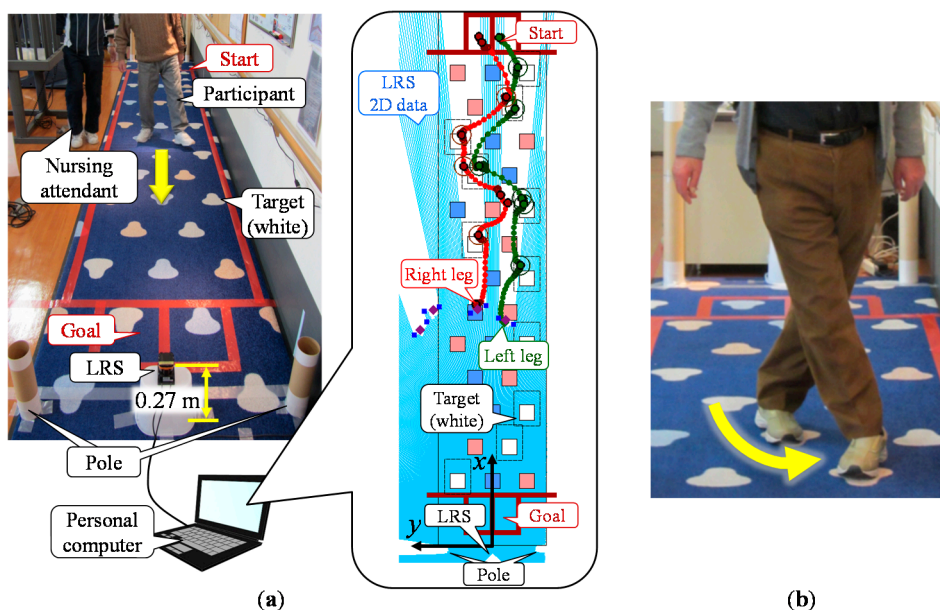 Start
Participant
Nursing
attendant
Target
(white)
Goal
LRS
0.27 m
Pole
Personal
computer
Start
LRS
2D data
Right leg
Left leg
Target
(white)
x
y
LRS
Goal
Pole
(a)
(b)